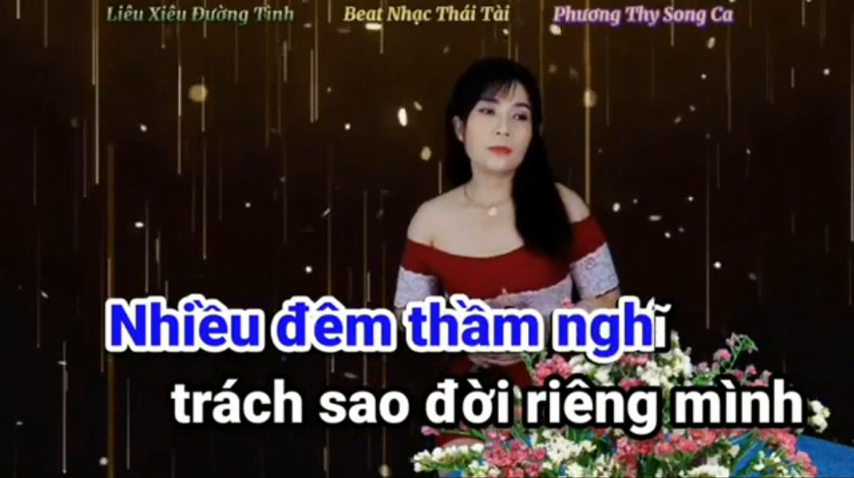 Liêu Xiêu Đường Tình Beat Nhạc Thái Tài Phương Thy Song Ca
Nhiều đêm thầm nghĩ
trách sao đời riêng mình